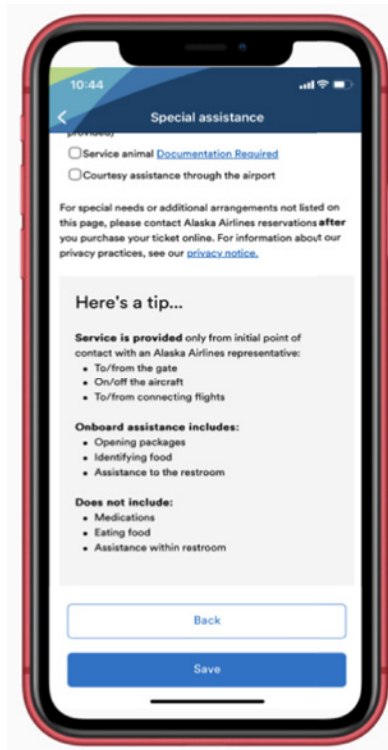 10:44
Special assistance
provided)
Service animal Documentation Required
Courtesy assistance through the airport
For special needs or additional arrangements not listed on
this page, please contact Alaska Airlines reservations after
you purchase your ticket online. For information about our
privacy practices, see our privacy notice.
Here's a tip...
Service is provided only from initial point of
contact with an Alaska Airlines representative:
• To/from the gate
• On/off the aircraft
• To/from connecting flights
Onboard assistance includes:
• Opening packages
• Identifying food
• Assistance to the restroom
Does not include:
• Medications
• Eating food
• Assistance within restroom
Back
Save